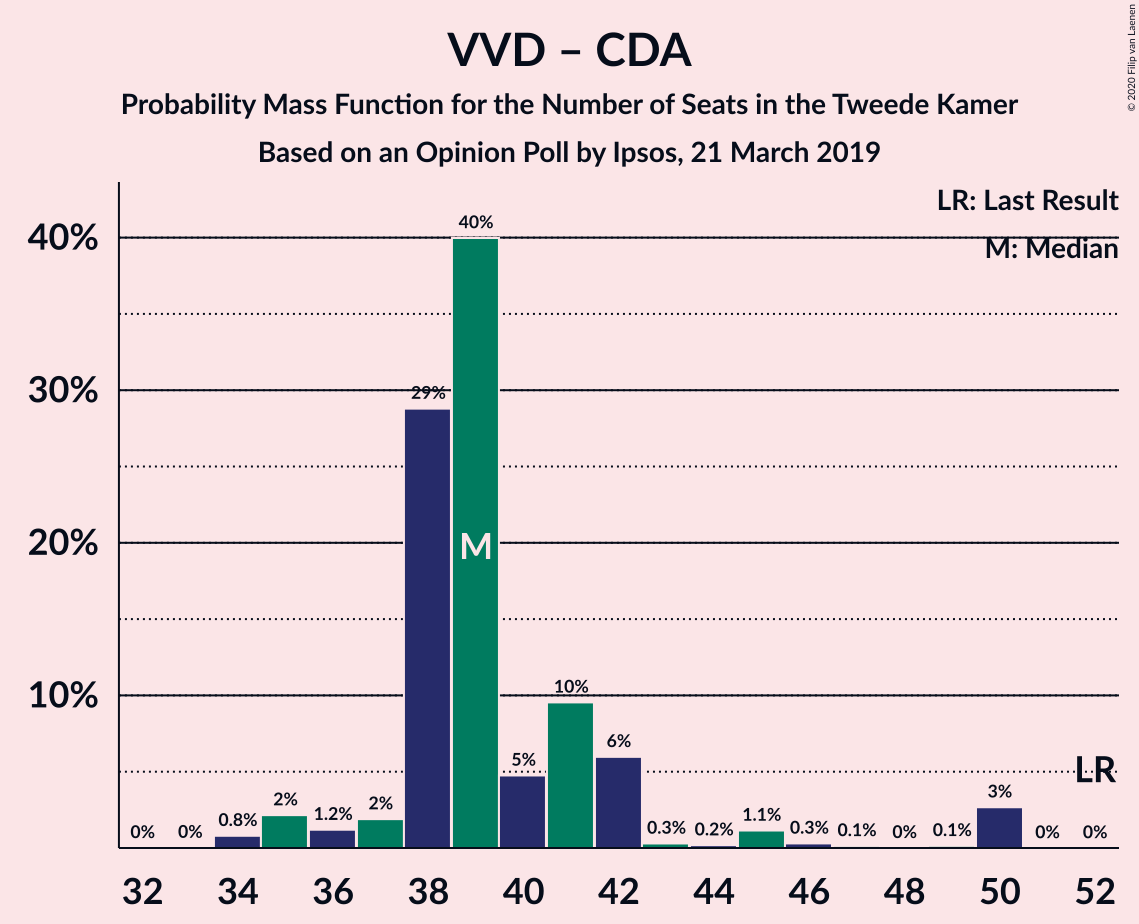 VVD – CDA
Probability Mass Function for the Number of Seats in the Tweede Kamer
Based on an Opinion Poll by Ipsos, 21 March 2019
© 2020 Filip van Laenen
LR: Last Result
M: Median
40%
30%
20%
10%
0% 0% 0.8% 2% 1.2% 2% 29% 40% 5% 10% 6% 0.3% 0.2% 1.1% 0.3% 0.1% 0% 0.1% 3% 0% 0%
M
LR
32 34 36 38 40 42 44 46 48 50 52